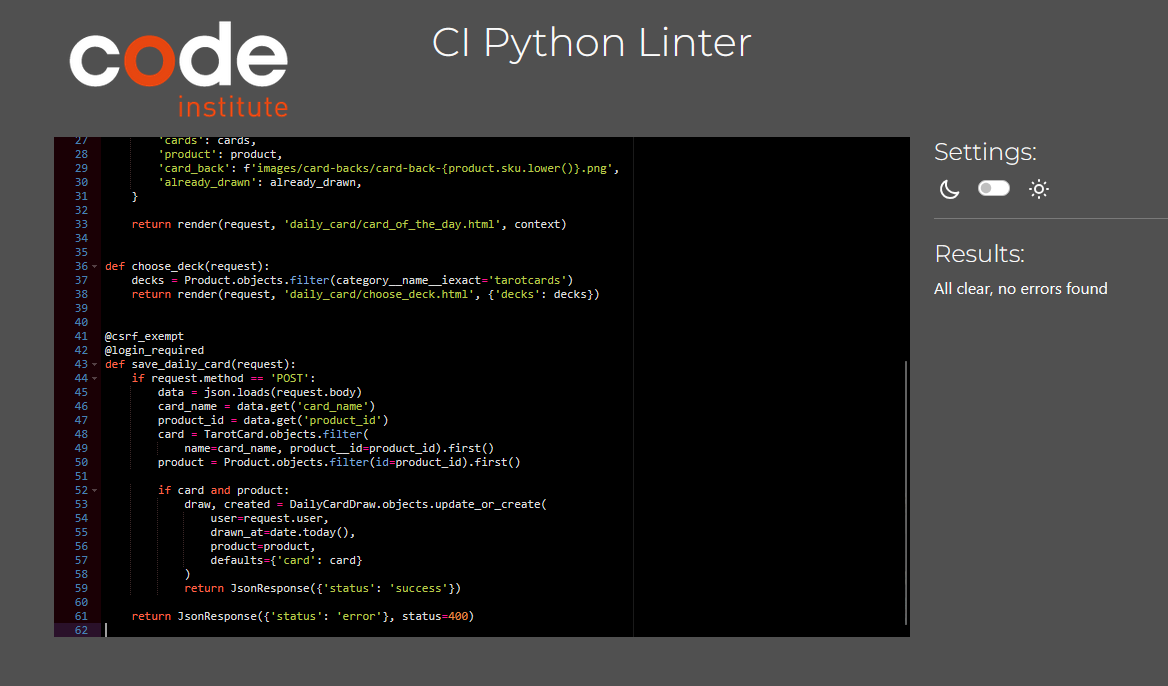 code
institute
CI Python Linter
27         'cards': cards,
28         'product': product,
29         'card_back': f'images/card-backs/card-back-{product.sku.lower()}.png',
30         'already_drawn': already_drawn,
31     }
32
33     return render(request, 'daily_card/card_of_the_day.html', context)
34
35
36 def choose_deck(request):
37     decks = Product.objects.filter(category__name__iexact='tarotcards')
38     return render(request, 'daily_card/choose_deck.html', {'decks': decks})
39
40
41 @csrf_exempt
42 @login_required
43 def save_daily_card(request):
44     if request.method == 'POST':
45         data = json.loads(request.body)
46         card_name = data.get('card_name')
47         product_id = data.get('product_id')
48         card = TarotCard.objects.filter(
49             name=card_name, product__id=product_id).first()
50         product = Product.objects.filter(id=product_id).first()
51
52         if card and product:
53             draw, created = DailyCardDraw.objects.update_or_create(
54                 user=request.user,
55                 drawn_at=date.today(),
56                 product=product,
57                 defaults={'card': card}
58             )
59             return JsonResponse({'status': 'success'})
60
61     return JsonResponse({'status': 'error'}, status=400)
62
Settings:
Results:
All clear, no errors found